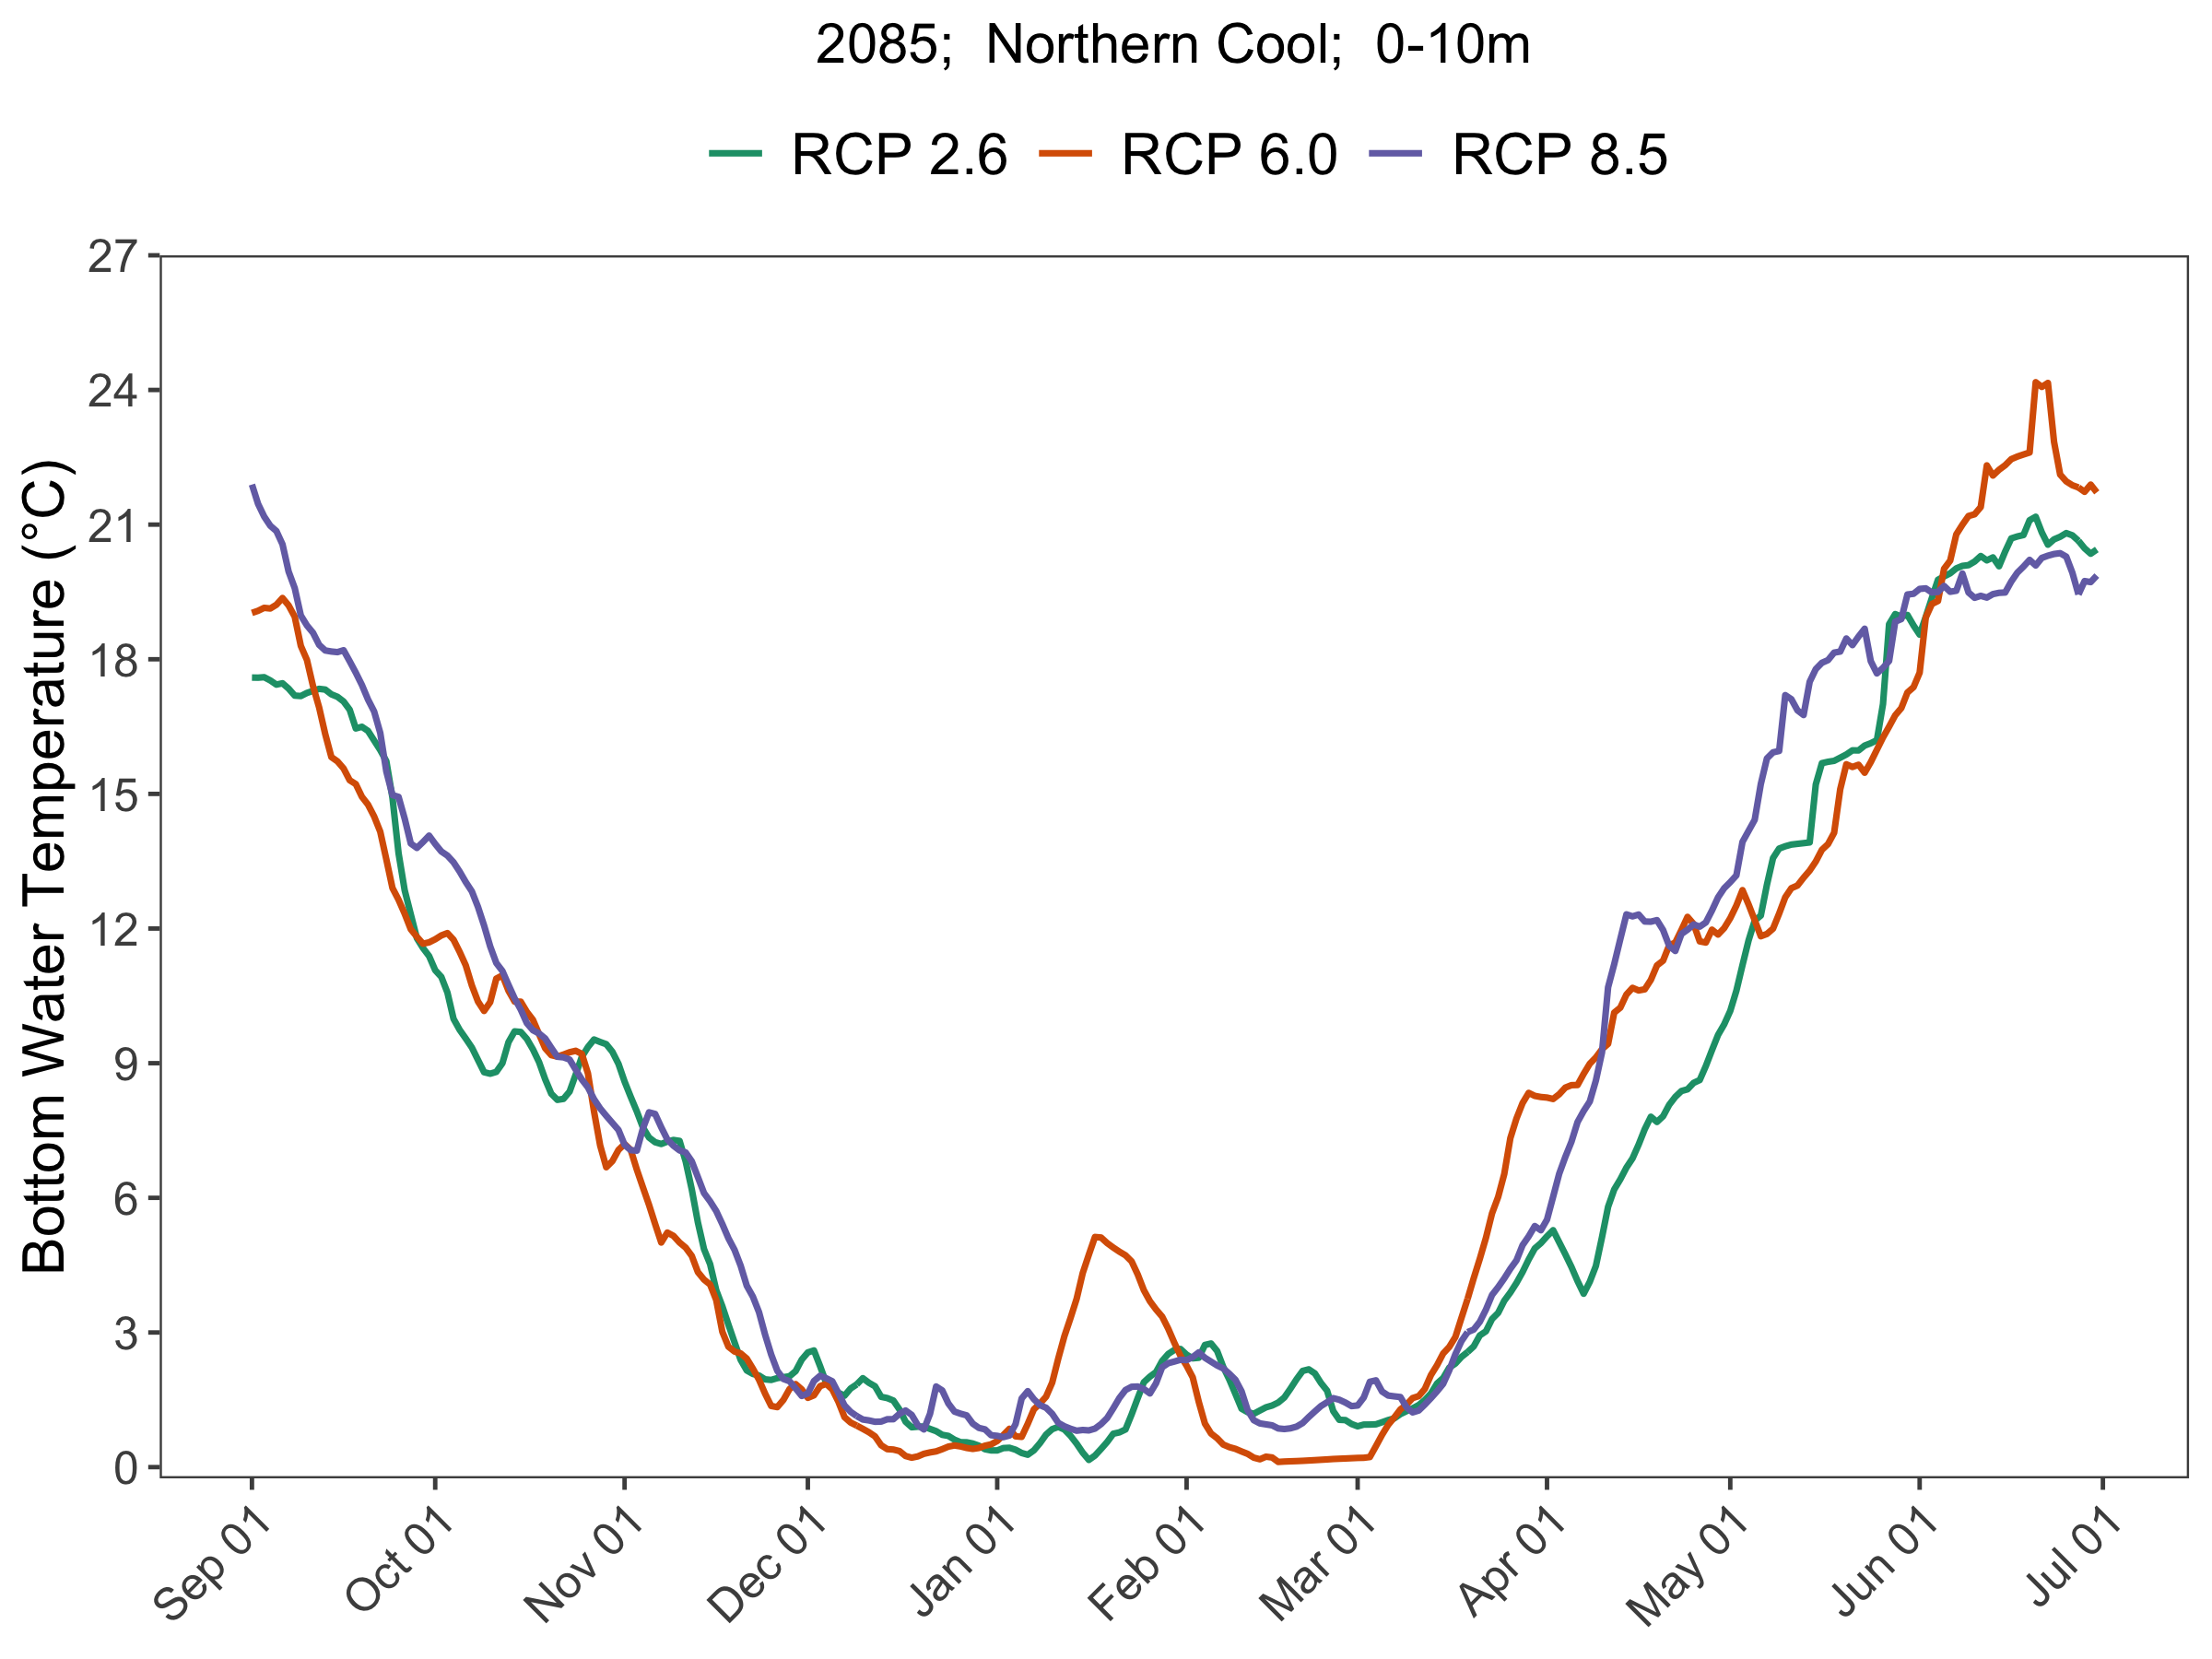 2085;  Northern Cool;  0-10m
RCP 2.6 RCP 6.0 RCP 8.5
Bottom Water Temperature (°C)
27
24
21
18
15
12
9
6
3
0
Sep 01 Oct 01 Nov 01 Dec 01 Jan 01 Feb 01 Mar 01 Apr 01 May 01 Jun 01 Jul 01